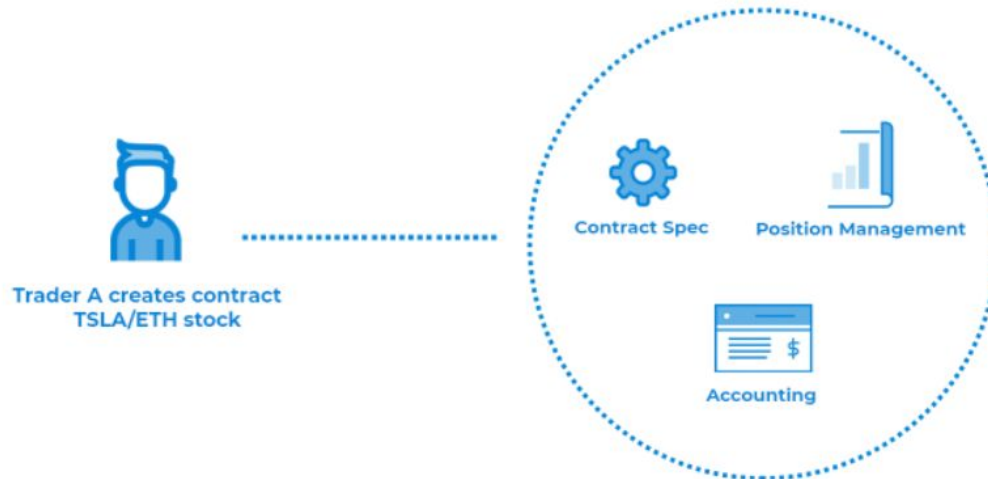 Contract Spec
Position Management
Trader A creates contract
TSLA/ETH stock
$
Accounting